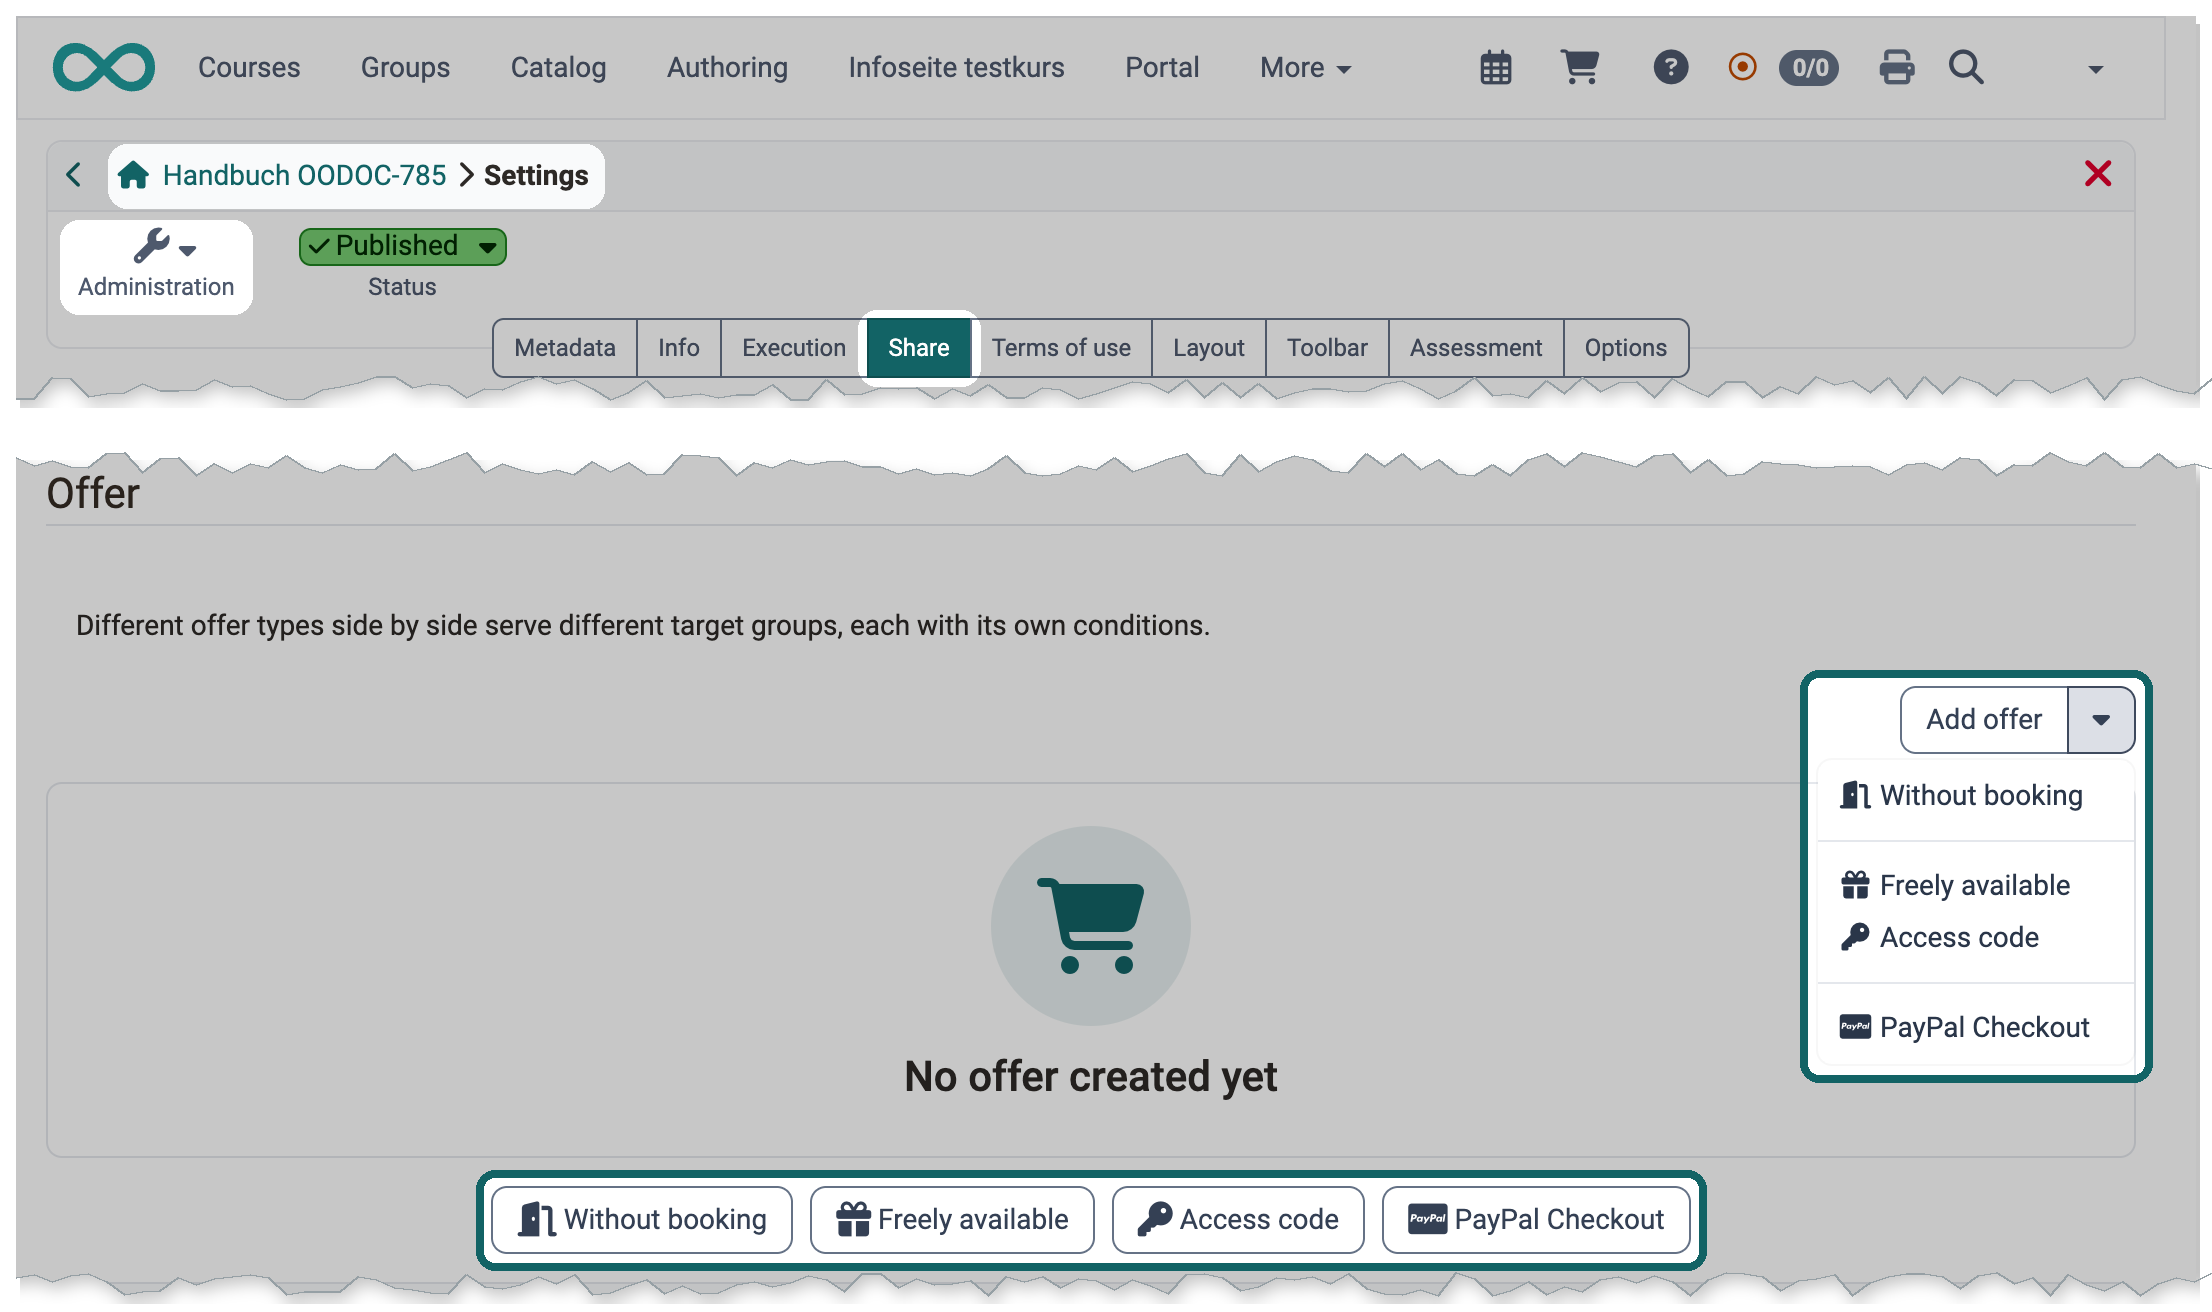 Courses Groups Catalog Authoring Infoseite testkurs Portal More ? 0/0
Handbuch OODOC-785 Settings
Published
Administration Status
Metadata Info Execution Share Terms of use Layout Toolbar Assessment Options
Offer
Different offer types side by side serve different target groups, each with its own conditions.
Add offer
Without booking
Freely available
Access code
PayPal PayPal Checkout
No offer created yet
Without booking Freely available Access code PayPal PayPal Checkout